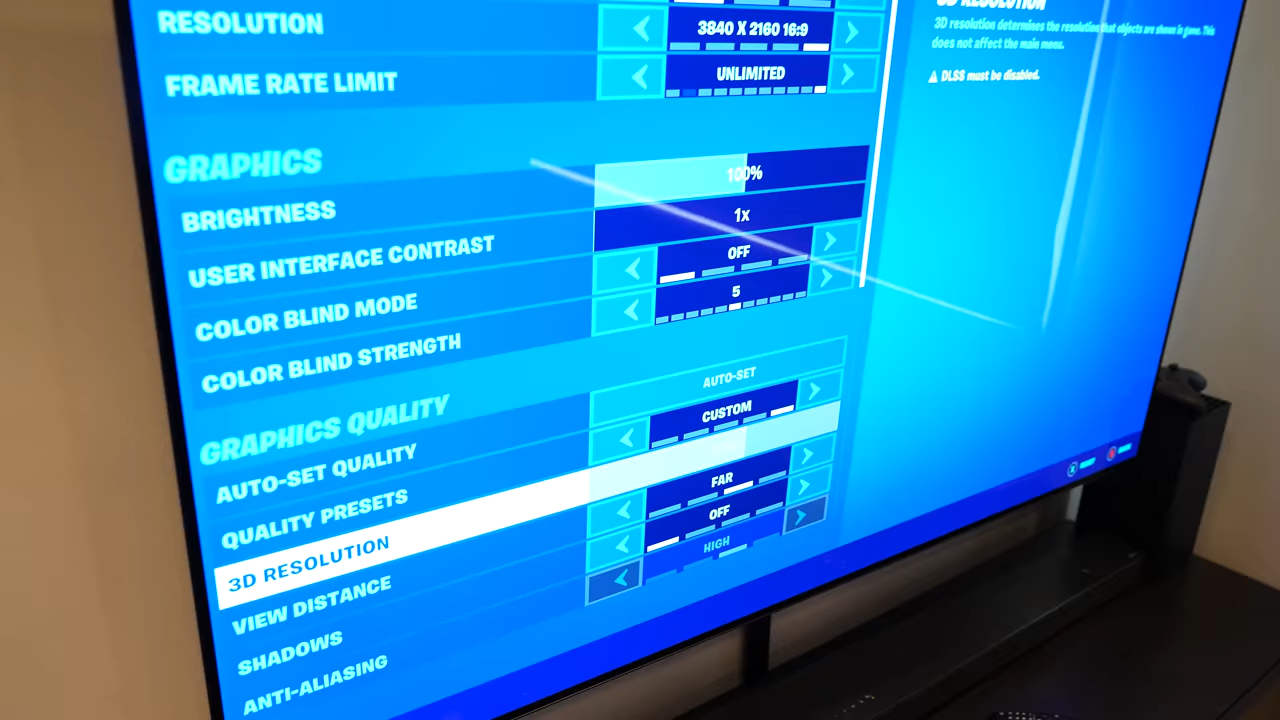 RESOLUTION
3840 X 2160 16:9
FRAME RATE LIMIT
UNLIMITED
GRAPHICS
BRIGHTNESS
100%
USER INTERFACE CONTRAST
1x
COLOR BLIND MODE
OFF
COLOR BLIND STRENGTH
5
GRAPHICS QUALITY
AUTO-SET QUALITY
AUTO-SET
QUALITY PRESETS
CUSTOM
3D RESOLUTION
VIEW DISTANCE
FAR
SHADOWS
OFF
ANTI-ALIASING
HIGH
3D RESOLUTION
3D resolution determines the resolution that objects are shown in game. This
does not affect the main menu.
DLSS must be disabled.